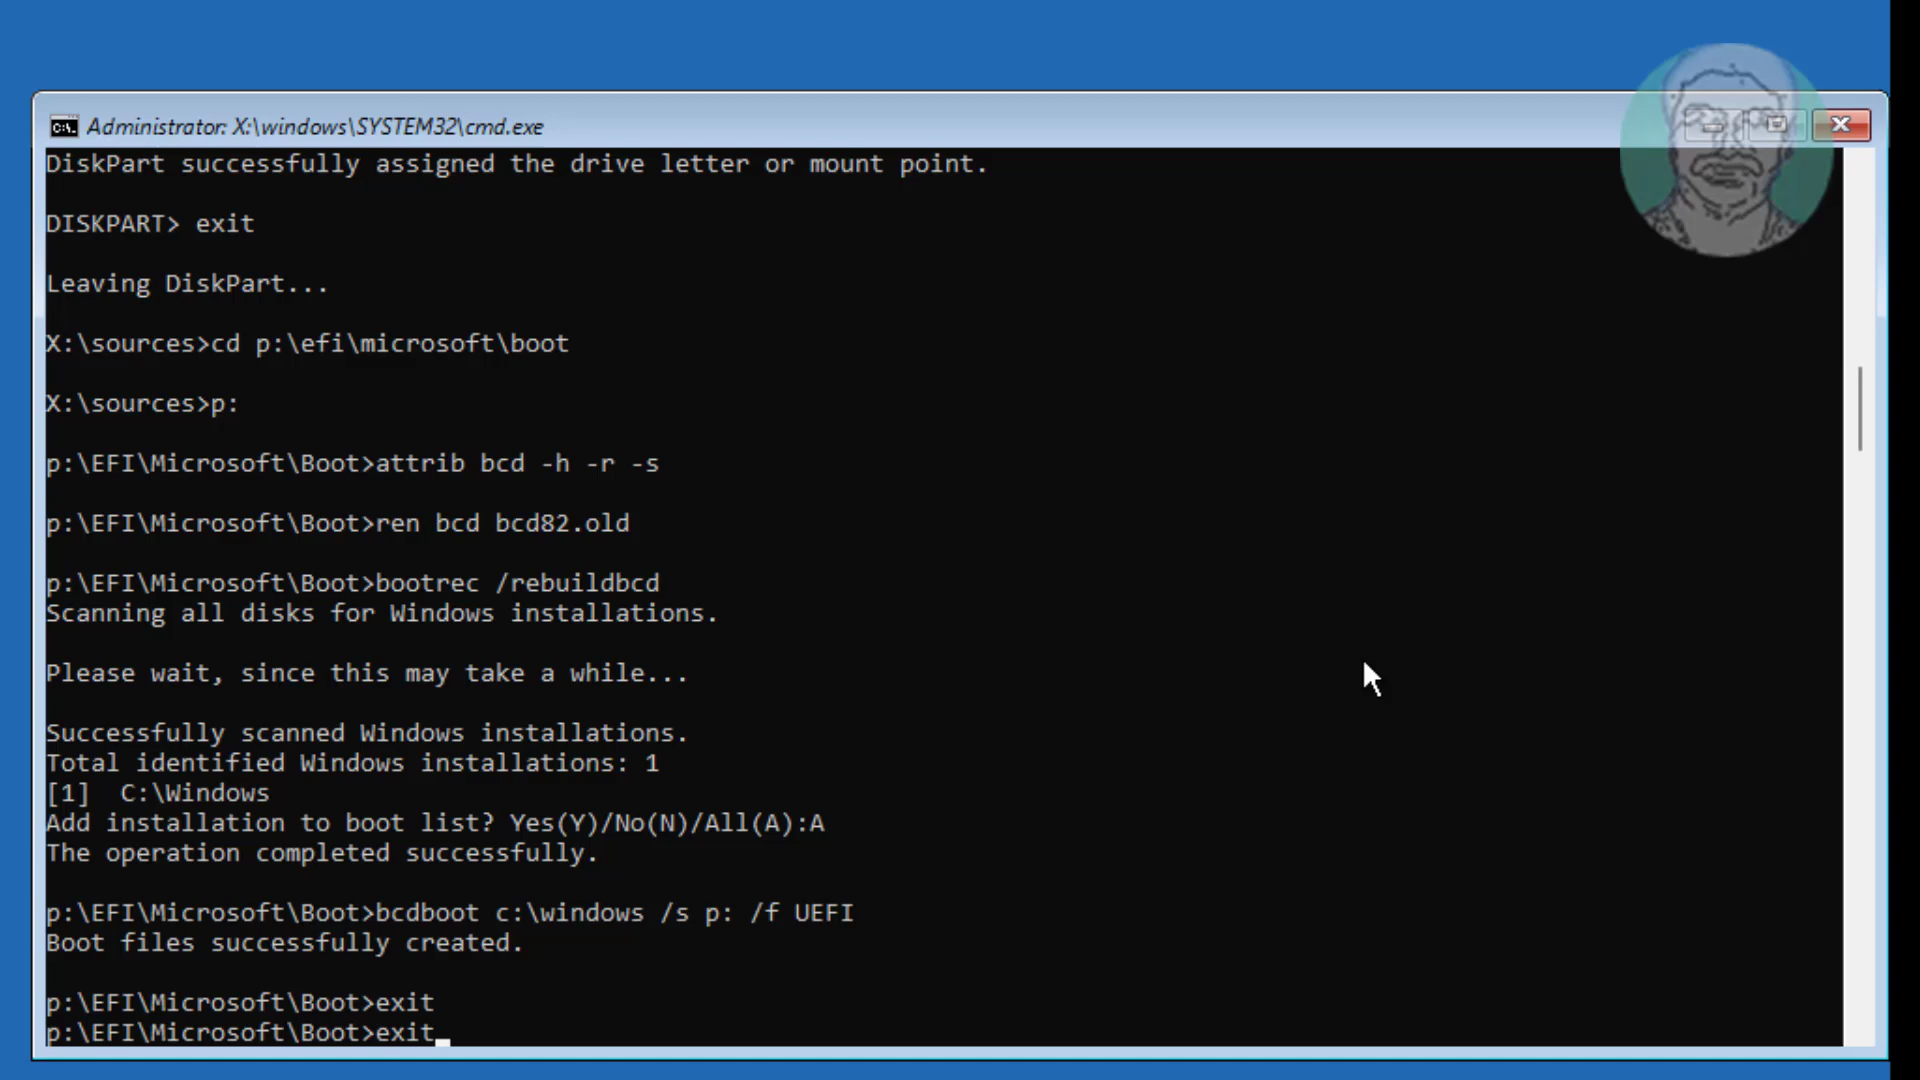 Administrator: X:\windows\SYSTEM32\cmd.exe
DiskPart successfully assigned the drive letter or mount point.
DISKPART> exit
Leaving DiskPart...
X:\sources>cd p:\efi\microsoft\boot
X:\sources>p:
p:\EFI\Microsoft\Boot>attrib bcd -h -r -s
p:\EFI\Microsoft\Boot>ren bcd bcd82.old
p:\EFI\Microsoft\Boot>bootrec /rebuildbcd
Scanning all disks for Windows installations.
Please wait, since this may take a while...
Successfully scanned Windows installations.
Total identified Windows installations: 1
[1]  C:\Windows
Add installation to boot list? Yes(Y)/No(N)/All(A):A
The operation completed successfully.
p:\EFI\Microsoft\Boot>bcdboot c:\windows /s p: /f UEFI
Boot files successfully created.
p:\EFI\Microsoft\Boot>exit
p:\EFI\Microsoft\Boot>exit